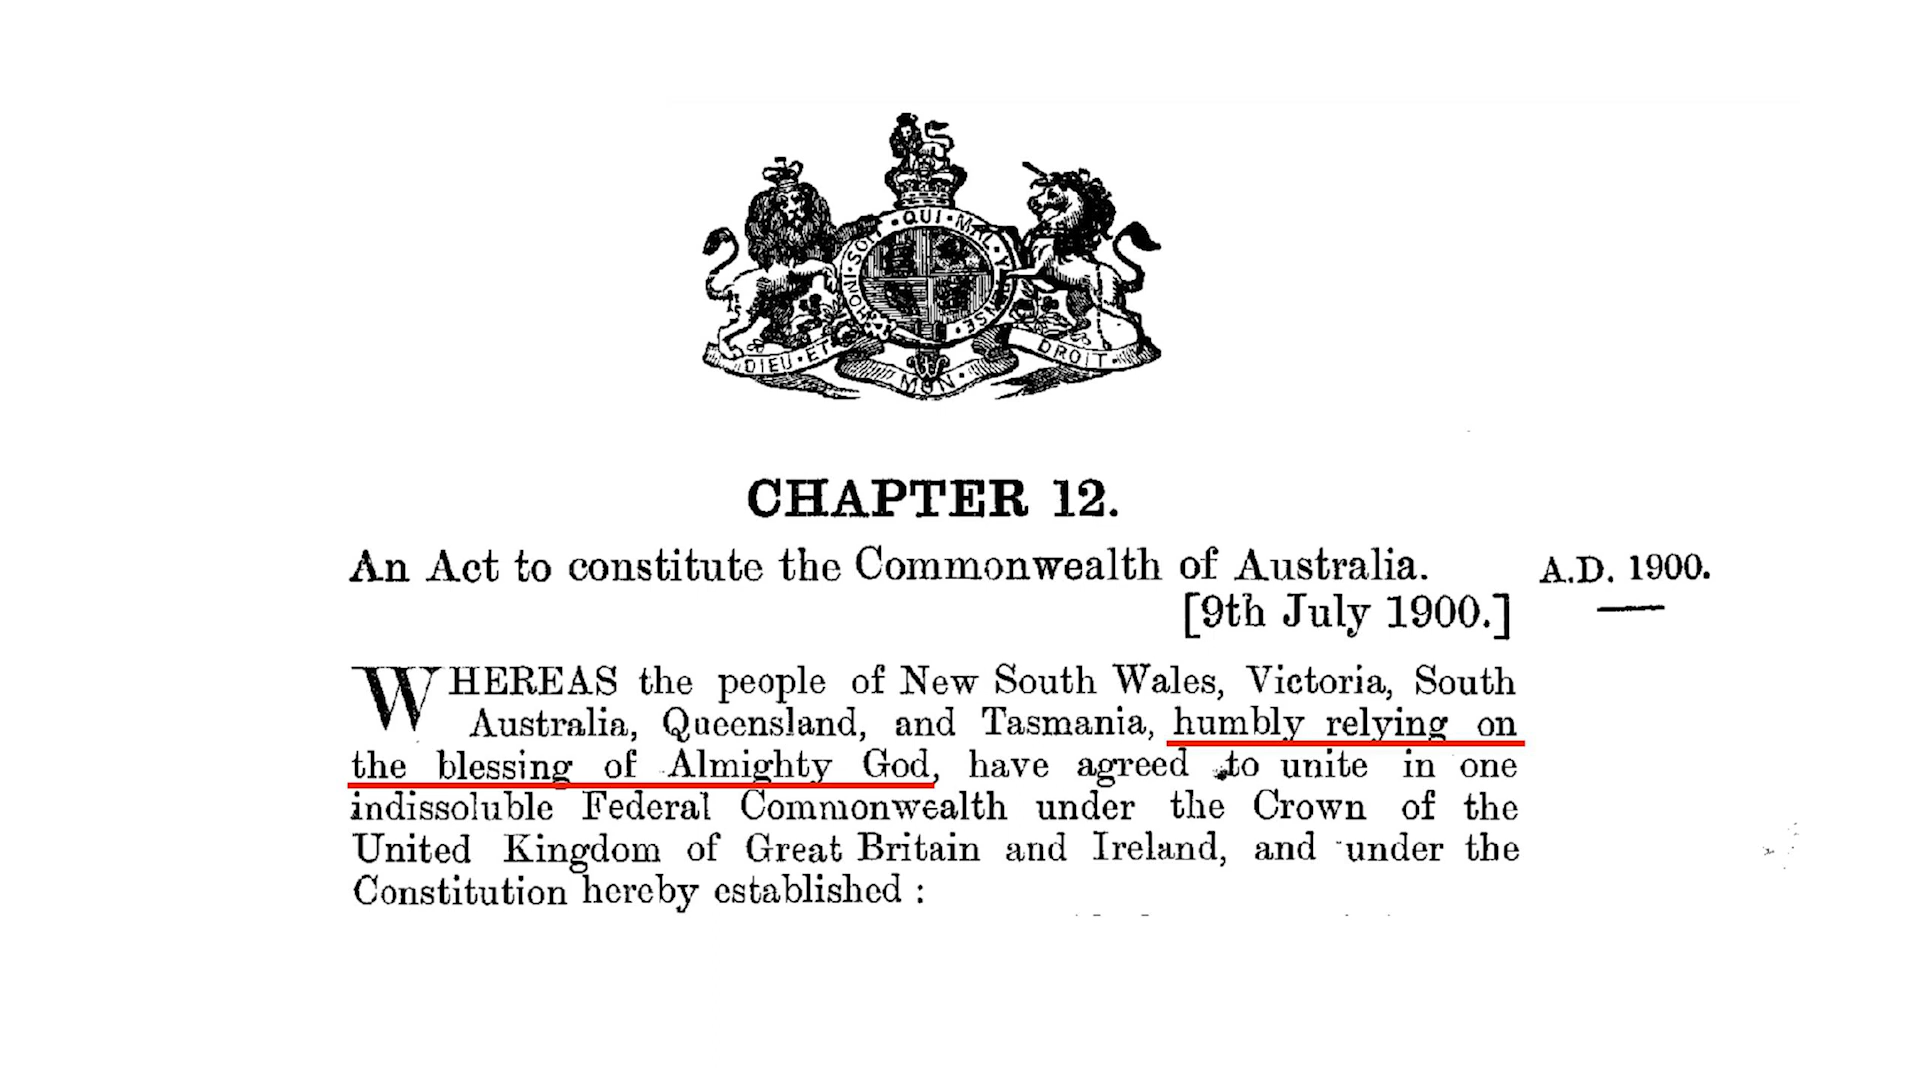 HONI·SOIT·QUI·MAL·Y·PENSE·
DIEU·ET·MON·DROIT·
CHAPTER 12.
An Act to constitute the Commonwealth of Australia.
A.D. 1900.
[9th July 1900.]
WHEREAS the people of New South Wales, Victoria, South
Australia, Queensland, and Tasmania, humbly relying on
the blessing of Almighty God, have agreed to unite in one
indissoluble Federal Commonwealth under the Crown of the
United Kingdom of Great Britain and Ireland, and under the
Constitution hereby established :